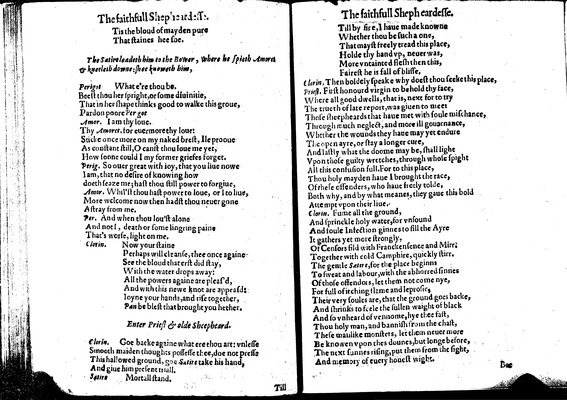 The faithfull Shepheardesse.
Tis the bloud of mayden pure
That staines her soe.
The Satire leadeth him to the Bower, where he spieth Amoret
& kneeleth downe; shee knoweth him,
Perigot What e're thou be.
Beest thou her spright, or some diuinitie,
That in her shape thinks good to walke this groue,
Pardon poore Perigot
Amor. I am thy loue.
Thy Amoret. for euermore thy loue:
Sticke once more on my naked brest, Ile prooue
As constant still, O canst thou loue me yet,
How soone could I my former griefes forget.
Perig. So ouer great with ioy, that you liue nowe
I am, that no desire of knowing how
doeth seaze me; hast thou still power to forgiue,
Amor. Whil'st thou hast power to loue, or I to liue,
More welcome now then hadst thou neuer gone
Astray from me.
Per. And when thou lou'st alone
And not I, death or some lingring paine
That's worse, light on me.
Clorin. Now your staine
Perhaps will cleanse, thee once againe
See the bloud that erst did stay,
With the water drops away:
All the powers againe are pleas'd,
And with this newe knot are appeasd:
Ioyne your hands, and rise together,
Pan be blest that brought you hether.
Enter Priest & olde Shepheard.
Clorin. Goe backe againe what ere thou art: vnlesse
Smooth maiden thoughts possesse thee, doe not presse
This hallowed ground, goe Satire take his hand,
And giue him present triall.
Satire Mortall stand.
Till
The faithfull Shepheardesse.
Till by fire, I haue made knowne
Whether thou be such a one,
That mayst freely tread this place,
Holde thy hand vp, neuer was,
More vntainted flesh then this,
Fairest he is full of blisse,
Clorin. Then boldely speake why doest thou seeke this place,
Priest. First honourd virgin to behold thy face,
Where all good dwells, that is, next for to try
The trueth of late report, was giuen to meet
Those shepheards that haue met with foule mischance,
Through much neglect, and more ill gouernance,
Whether the wounds they haue may yet endure
The open ayre, or stay a longer cure,
And lastly what the doome may be, shall light
Vpon those guilty wretches, through whose spight
All this confusion full. For to this place,
Thou holy mayden haue I brought the race,
Of these offenders, who haue freely tolde,
Both why, and by what meanes, they gaue this bold
Attempt vpon their liue.
Clorin. Fume all the ground,
And sprinckle holy water, for vnsound
And foule Infection ginnes to fill the Ayre
It gathers yet more strongly,
Of Censors fild with Franckensence and Mirr;
Together with cold Camphire, quickly stirr,
The gentle Satire, for the place beginns
To sweat and labour, with the abhorred sinnes
Of those offendors, let them not come nye,
For full of itching flame and leprosie,
Their very soules are, that the ground goes backe,
And shrinks to feele the sullen waight of black
And so vnheard of vennome, hye thee fast,
Thou holy man, and bannish from the chast,
These manlike monsters, let them neuer more
Be knowen vpon thes dounes, but longe before,
The next sunnes rising, put them from the sight,
And memory of euery honest wight.
Bee